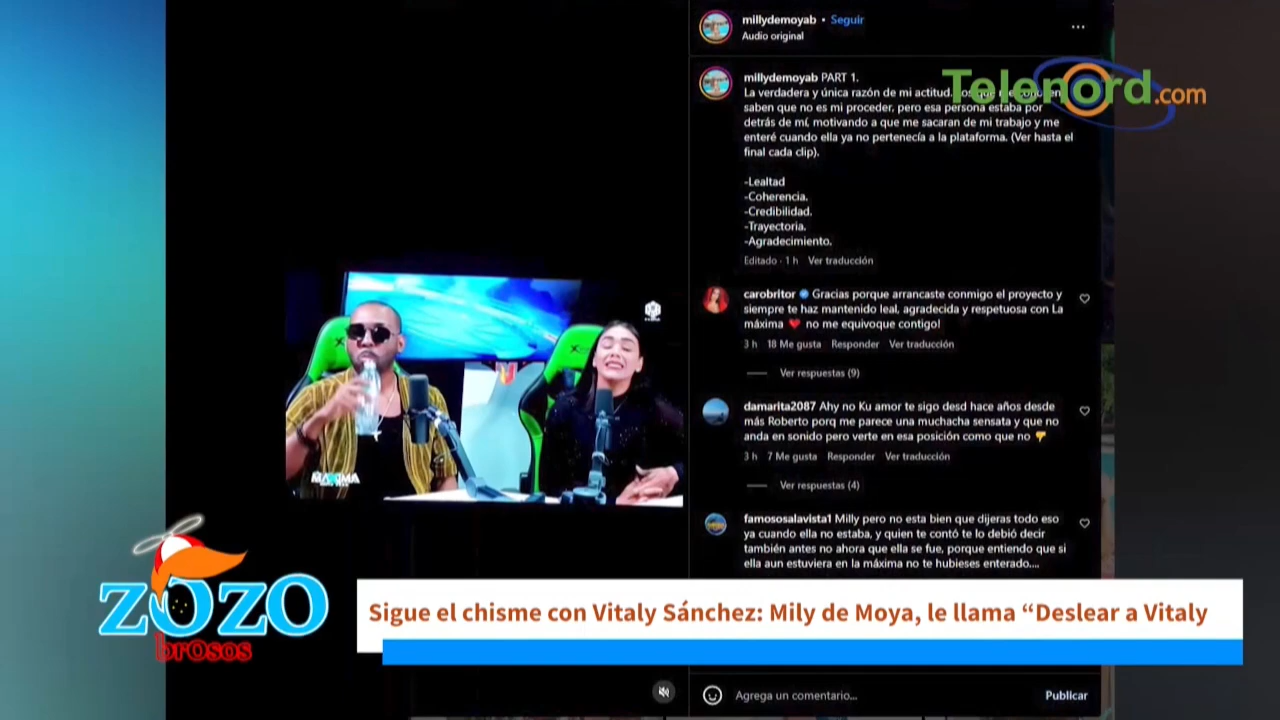 millydemoyab • Seguir
Audio original
millydemoyab PART 1.
La verdadera y única razón de mi actitud.
saben que no es mi proceder, pero esa persona estaba por
detrás de mí, motivando a que me sacaran de mi trabajo y me
enteré cuando ella ya no pertenecía a la plataforma. (Ver hasta el
final cada clip).
-Lealtad
-Coherencia.
-Credibilidad.
-Trayectoria.
-Agradecimiento.
Editado · 1 h Ver traducción
Telenord.com
carobritor Gracias porque arrancaste conmigo el proyecto y
siempre te haz mantenido leal, agradecida y respetuosa con La
máxima ❤️ no me equivoque contigo!
3 h 18 Me gusta Responder Ver traducción
Ver respuestas (9)
damarita2087 Ahy no Ku amor te sigo desd hace años desde
más Roberto porq me parece una muchacha sensata y que no
anda en sonido pero verte en esa posición como que no 👎
3 h 7 Me gusta Responder Ver traducción
Ver respuestas (4)
famososalavista1 Milly pero no esta bien que dijeras todo eso
ya cuando ella no estaba, y quien te contó te lo debió decir
también antes no ahora que ella se fue, porque entiendo que si
ella aun estuviera en la máxima no te hubieses enterado....
MAXIMA
ZOZO
brosos
Sigue el chisme con Vitaly Sánchez: Mily de Moya, le llama “Deslear a Vitaly
Agrega un comentario...
Publicar